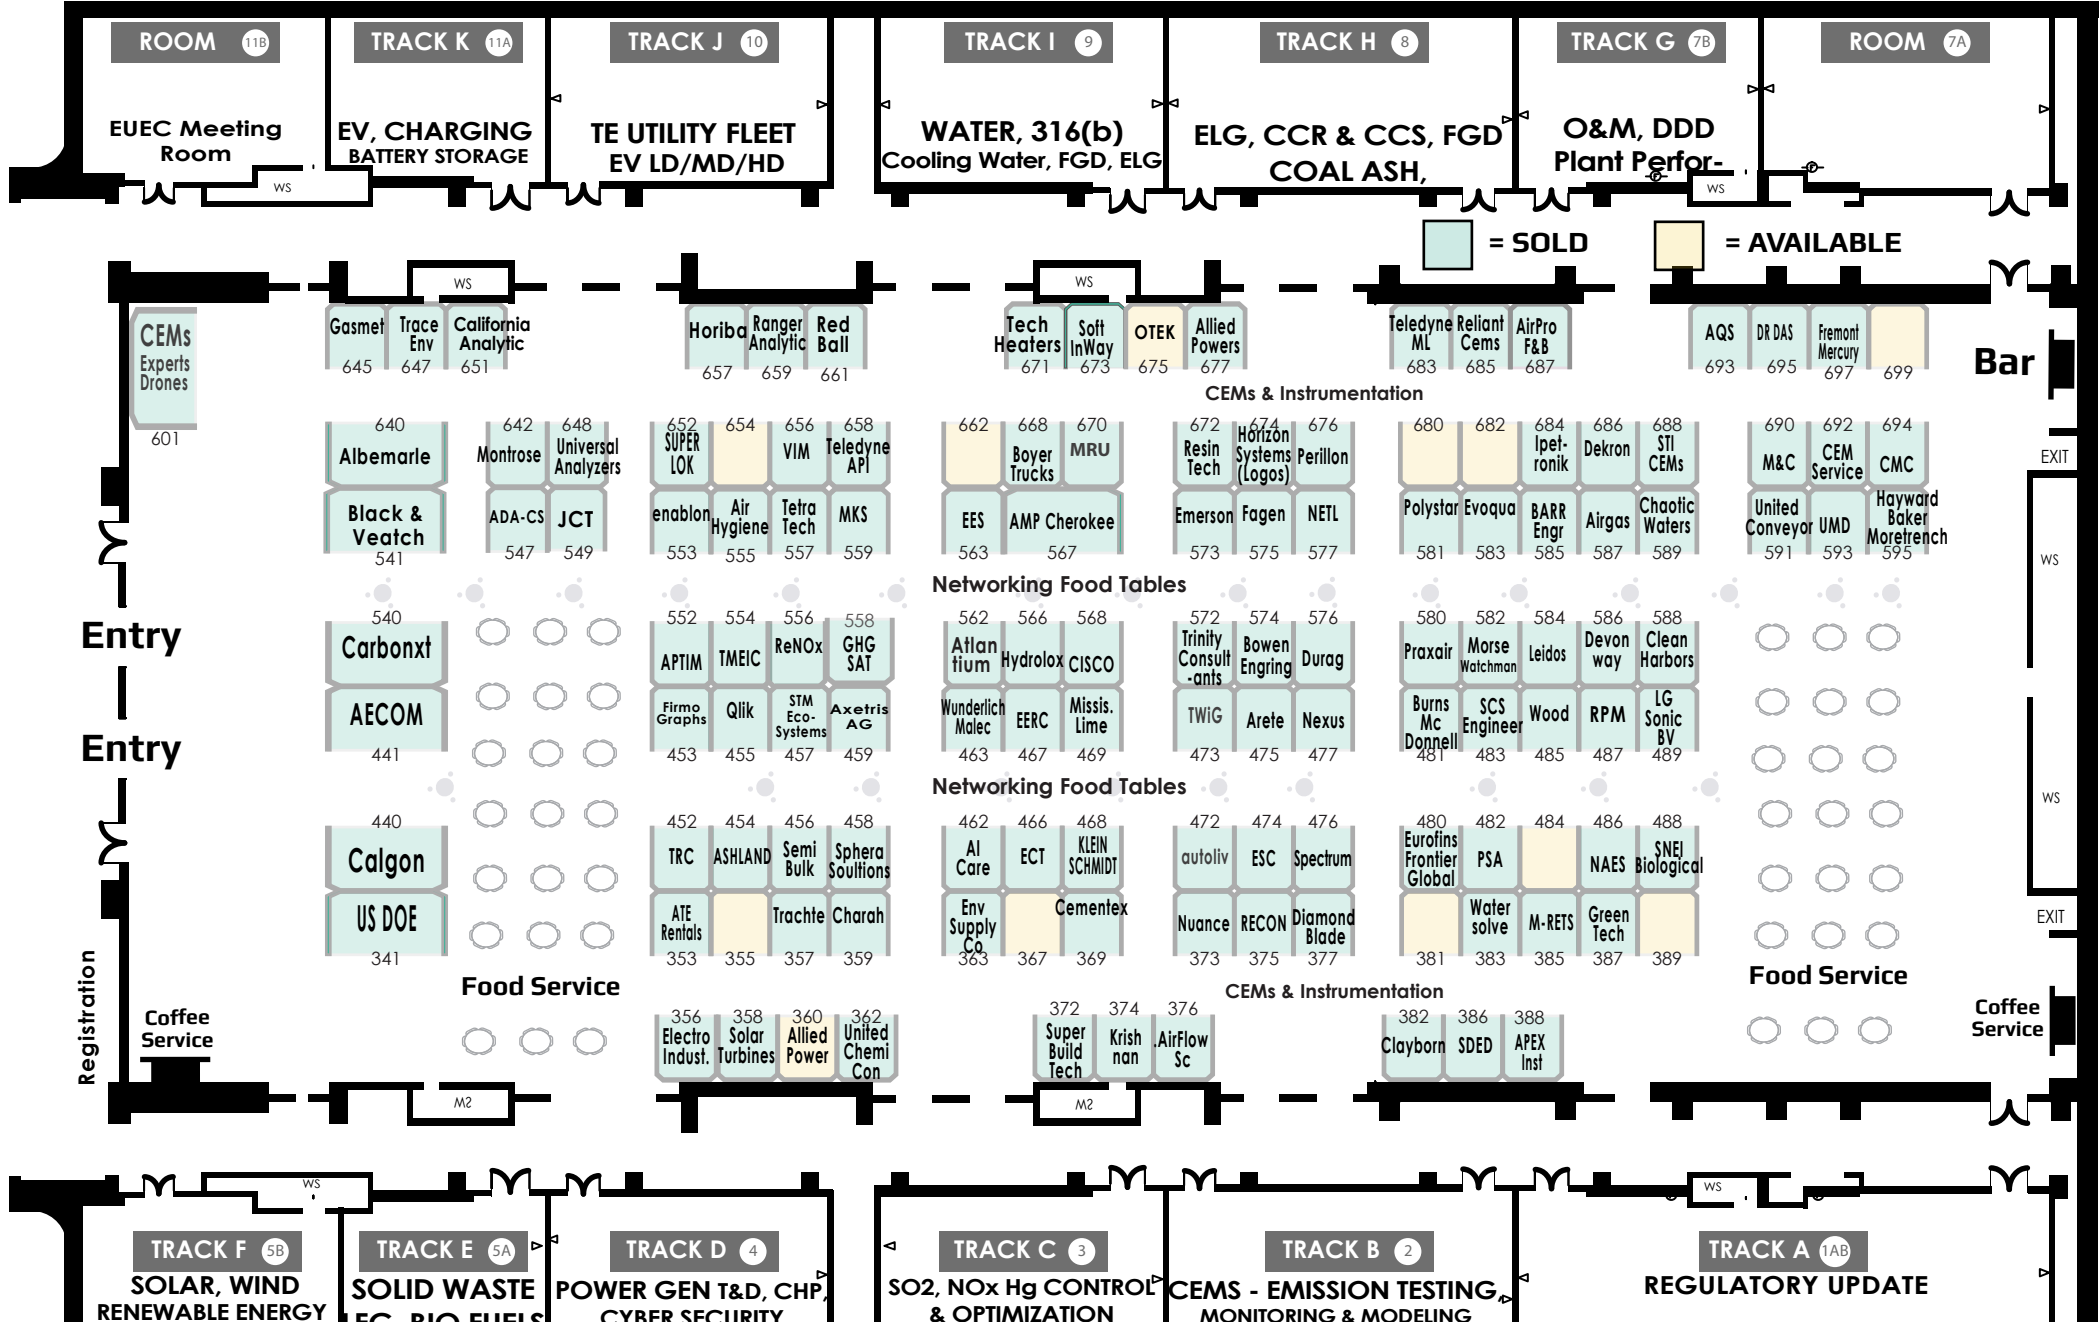 ROOM 11B
TRACK K 11A
TRACK J 10
TRACK I 9
TRACK H 8
TRACK G 7B
ROOM 7A
EUEC Meeting
Room
EV, CHARGING
BATTERY STORAGE
TE UTILITY FLEET
EV LD/MD/HD
WATER, 316(b)
Cooling Water, FGD, ELG
ELG, CCR & CCS, FGD
COAL ASH,
O&M, DDD
Plant Perfor-
WS
WS
= SOLD
= AVAILABLE
WS
WS
CEMs
Experts
Drones
601
Gasmet
645
Trace
Env
647
California
Analytic
651
Horiba
657
Ranger
Analytic
659
Red
Ball
661
Tech
Heaters
671
Soft
InWay
673
OTEK
675
Allied
Powers
677
Teledyne
ML
683
Reliant
Cems
685
AirPro
F&B
687
AQS
693
DR DAS
695
Fremont
Mercury
697
699
Bar
CEMs & Instrumentation
640
Albemarle
642
Montrose
648
Universal
Analyzers
652
SUPER
LOK
654
656
VIM
658
Teledyne
API
662
668
Boyer
Trucks
670
MRU
672
Resin
Tech
674
Horizon
Systems
(Logos)
676
Perillon
680
682
684
Ipet-
ronik
686
Dekron
688
STI
CEMs
690
M&C
692
CEM
Service
694
CMC
EXIT
Black &
Veatch
541
ADA-CS
547
JCT
549
enablon
553
Air
Hygiene
555
Tetra
Tech
557
MKS
559
EES
563
AMP Cherokee
567
Emerson
573
Fagen
575
NETL
577
Polystar
581
Evoqua
583
BARR
Engr
585
Airgas
587
Chaotic
Waters
589
United
Conveyor
591
UMD
593
Hayward
Baker
Moretrench
595
WS
Networking Food Tables
Entry
540
Carbonxt
552
APTIM
554
TMEIC
556
ReNOx
558
GHG
SAT
562
Atlan
tium
566
Hydrolox
568
CISCO
572
Trinity
Consult
-ants
574
Bowen
Engring
576
Durag
580
Praxair
582
Morse
Watchman
584
Leidos
586
Devon
way
588
Clean
Harbors
Entry
AECOM
441
Firmo
Graphs
453
Qlik
455
STM
Eco-
Systems
457
Axetris
AG
459
Wunderlich
Malec
463
EERC
467
Missis.
Lime
469
TWiG
473
Arete
475
Nexus
477
Burns
Mc
Donnell
481
SCS
Engineer
483
Wood
485
RPM
487
LG
Sonic
BV
489
WS
Networking Food Tables
440
Calgon
452
TRC
454
ASHLAND
456
Semi
Bulk
458
Sphera
Soultions
462
AI
Care
466
ECT
468
KLEIN
SCHMIDT
472
autoliv
474
ESC
476
Spectrum
480
Eurofins
Frontier
Global
482
PSA
484
486
NAES
488
SNEI
Biological
US DOE
341
ATE
Rentals
353
355
Trachte
357
Charah
359
Env
Supply
Co
363
367
Cementex
369
Nuance
373
RECON
375
Diamond
Blade
377
381
Water
solve
383
M-RETS
385
Green
Tech
387
389
EXIT
Registration
Food Service
Food Service
CEMs & Instrumentation
Coffee
Service
Coffee
Service
356
Electro
Indust.
358
Solar
Turbines
360
Allied
Power
362
United
Chemi
Con
372
Super
Build
Tech
374
Krish
nan
376
.AirFlow
Sc
382
Clayborn
386
SDED
388
APEX
Inst
WS
WS
WS
WS
TRACK F 5B
TRACK E 5A
TRACK D 4
TRACK C 3
TRACK B 2
TRACK A 1AB
SOLAR, WIND
RENEWABLE ENERGY
SOLID WASTE
POWER GEN T&D, CHP,
CYBER SECURITY
SO2, NOx Hg CONTROL
& OPTIMIZATION
CEMS - EMISSION TESTING,
MONITORING & MODELING
REGULATORY UPDATE